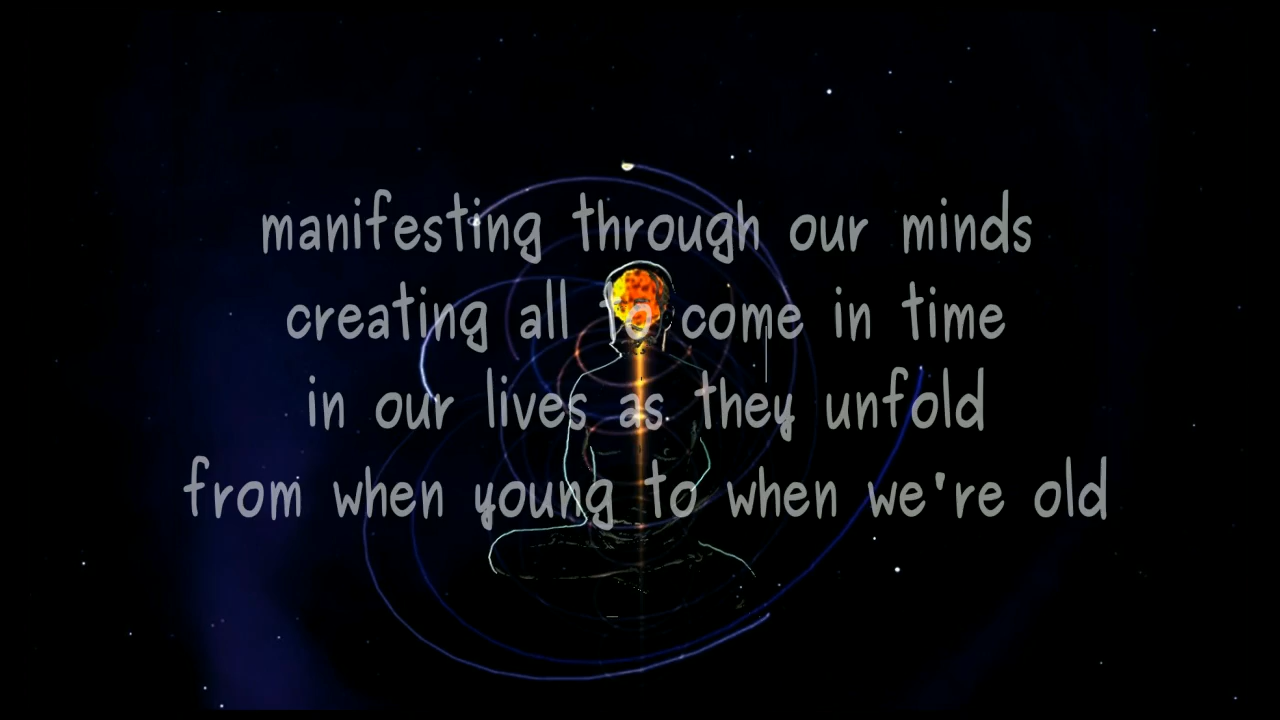 manifesting through our minds
creating all to come in time
in our lives as they unfold
from when young to when we're old